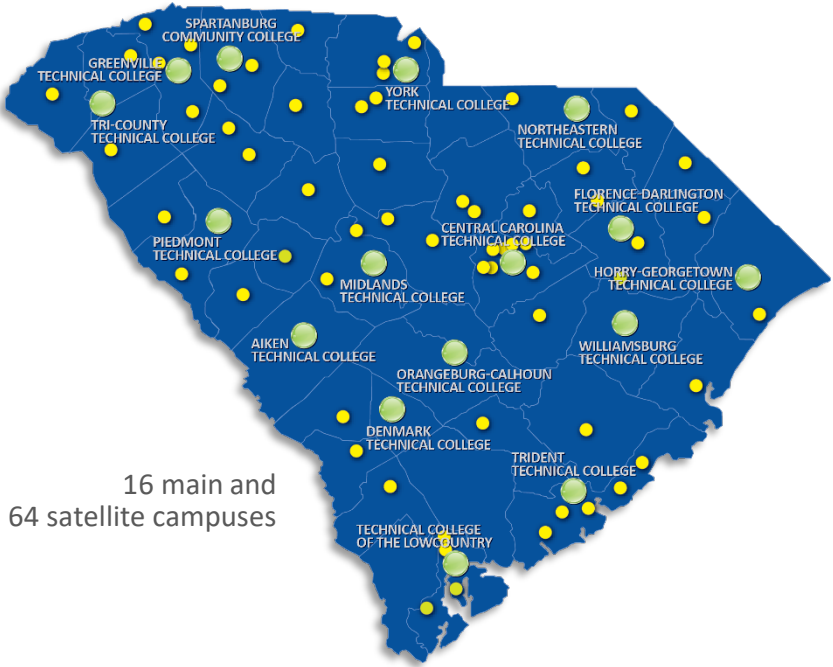 SPARTANBURG
COMMUNITY COLLEGE
GREENVILLE
TECHNICAL COLLEGE
YORK
TECHNICAL COLLEGE
TRI-COUNTY
TECHNICAL COLLEGE
NORTHEASTERN
TECHNICAL COLLEGE
FLORENCE-DARLINGTON
TECHNICAL COLLEGE
CENTRAL CAROLINA
TECHNICAL COLLEGE
PIEDMONT
TECHNICAL COLLEGE
HORRY-GEORGETOWN
TECHNICAL COLLEGE
MIDLANDS
TECHNICAL COLLEGE
AIKEN
TECHNICAL COLLEGE
WILLIAMSBURG
TECHNICAL COLLEGE
ORANGEBURG-CALHOUN
TECHNICAL COLLEGE
DENMARK
TECHNICAL COLLEGE
TRIDENT
TECHNICAL COLLEGE
16 main and
64 satellite campuses
TECHNICAL COLLEGE
OF THE LOWCOUNTRY